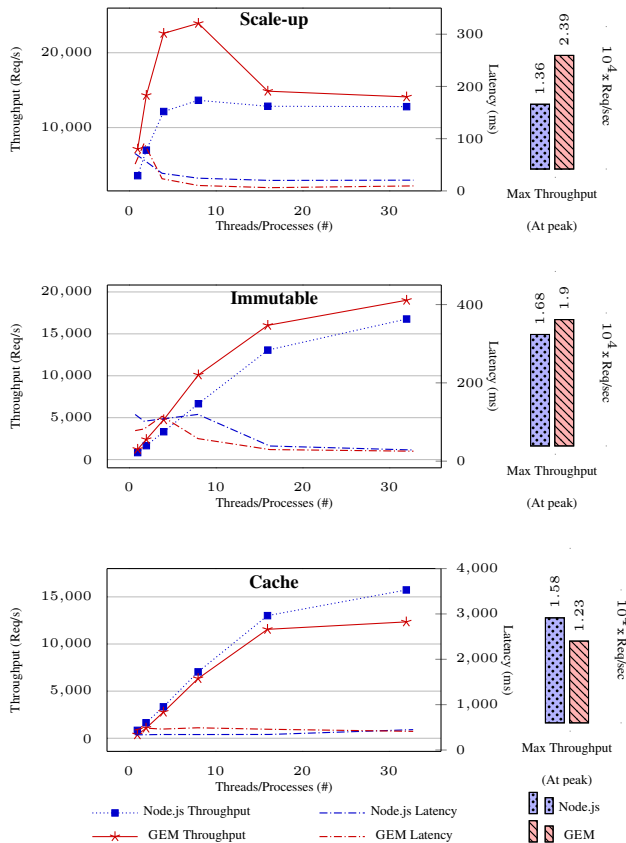 Scale-up
Throughput (Req/s)
20,000
10,000
300
200
100
0
Latency (ms)
0 10 20 30
Threads/Processes (#)
1.36
2.39
10^4 x Req/sec
Max Throughput
(At peak)
Immutable
Throughput (Req/s)
20,000
15,000
10,000
5,000
0
400
200
0
Latency (ms)
0 10 20 30
Threads/Processes (#)
1.68
1.9
10^4 x Req/sec
Max Throughput
(At peak)
Cache
Throughput (Req/s)
15,000
10,000
5,000
0
4,000
3,000
2,000
1,000
0
Latency (ms)
0 10 20 30
Threads/Processes (#)
1.58
1.23
x Req/sec
Max Throughput
(At peak)
Node.js Throughput
Node.js Latency
Node.js
GEM Throughput
GEM Latency
GEM